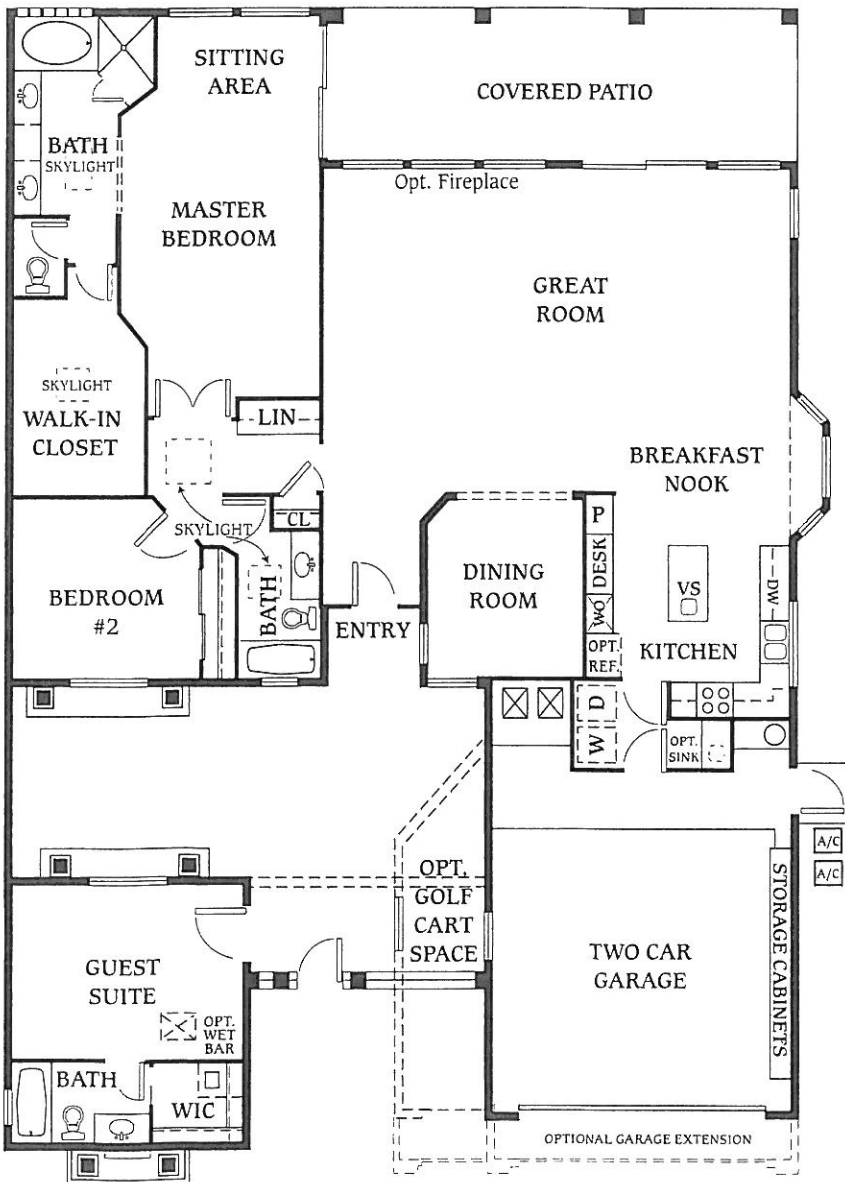 SITTING
AREA
COVERED PATIO
BATH
SKYLIGHT
Opt. Fireplace
MASTER
BEDROOM
GREAT
ROOM
SKYLIGHT
WALK-IN
CLOSET
LIN
BREAKFAST
NOOK
CL
SKYLIGHT
P
DESK
WO
OPT.
REF.
DINING
ROOM
VS
DW
BEDROOM
#2
BATH
ENTRY
KITCHEN
D
W
OPT.
SINK
A/C
A/C
OPT.
GOLF
CART
SPACE
STORAGE CABINETS
TWO CAR
GARAGE
GUEST
SUITE
OPT.
WET
BAR
BATH
WIC
OPTIONAL GARAGE EXTENSION